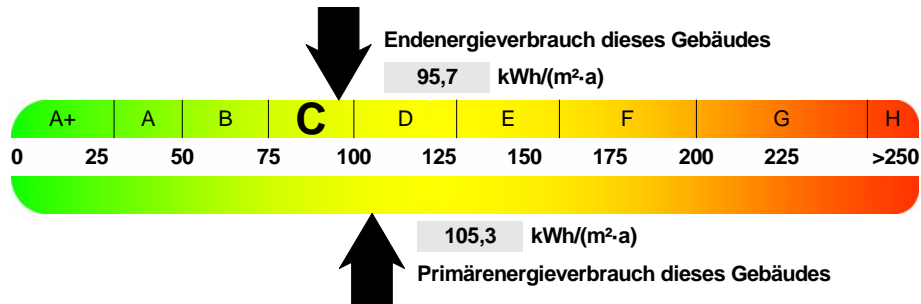 Endenergieverbrauch dieses Gebäudes
95,7 kWh/(m²·a)
A+ A B C D E F G H
0 25 50 75 100 125 150 175 200 225 >250
105,3 kWh/(m²·a)
Primärenergieverbrauch dieses Gebäudes